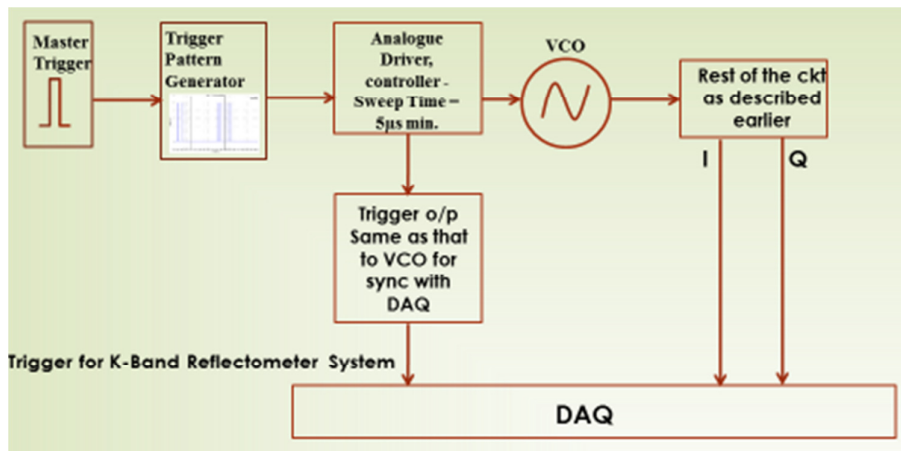 Master
Trigger
Trigger
Pattern
Generator
Analogue
Driver,
controller -
Sweep Time –
5µs min.
VCO
Rest of the ckt
as described
earlier
I
Q
Trigger o/p
Same as that
to VCO for
sync with
DAQ
Trigger for K-Band Reflectometer System
DAQ